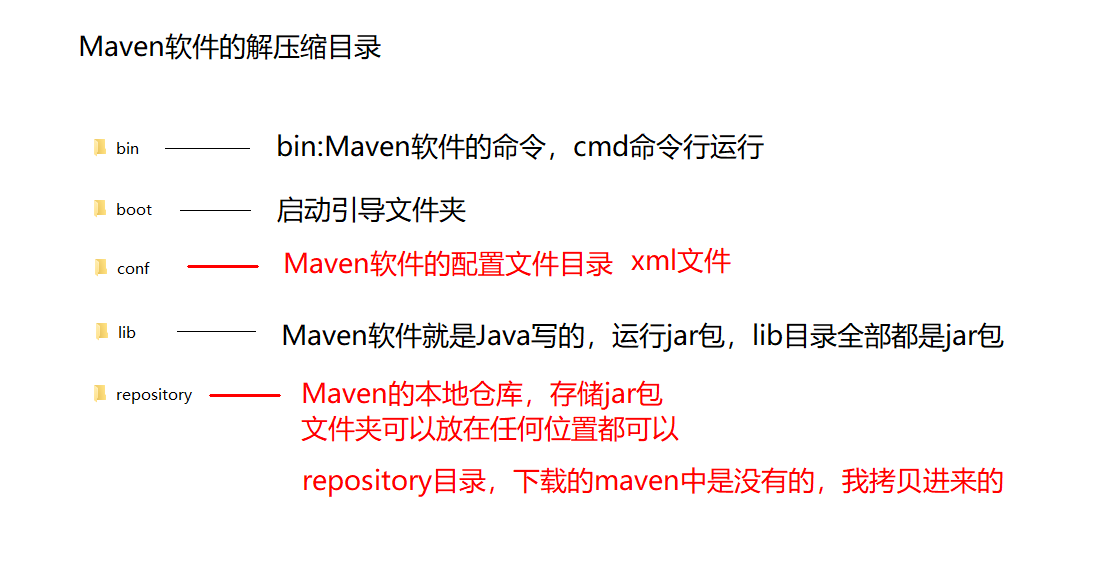 Maven软件的解压缩目录
bin bin:Maven软件的命令，cmd命令行运行
boot 启动引导文件夹
conf Maven软件的配置文件目录 xml文件
lib Maven软件就是Java写的，运行jar包，lib目录全部都是jar包
repository Maven的本地仓库，存储jar包
文件夹可以放在任何位置都可以
repository目录，下载的maven中是没有的，我拷贝进来的